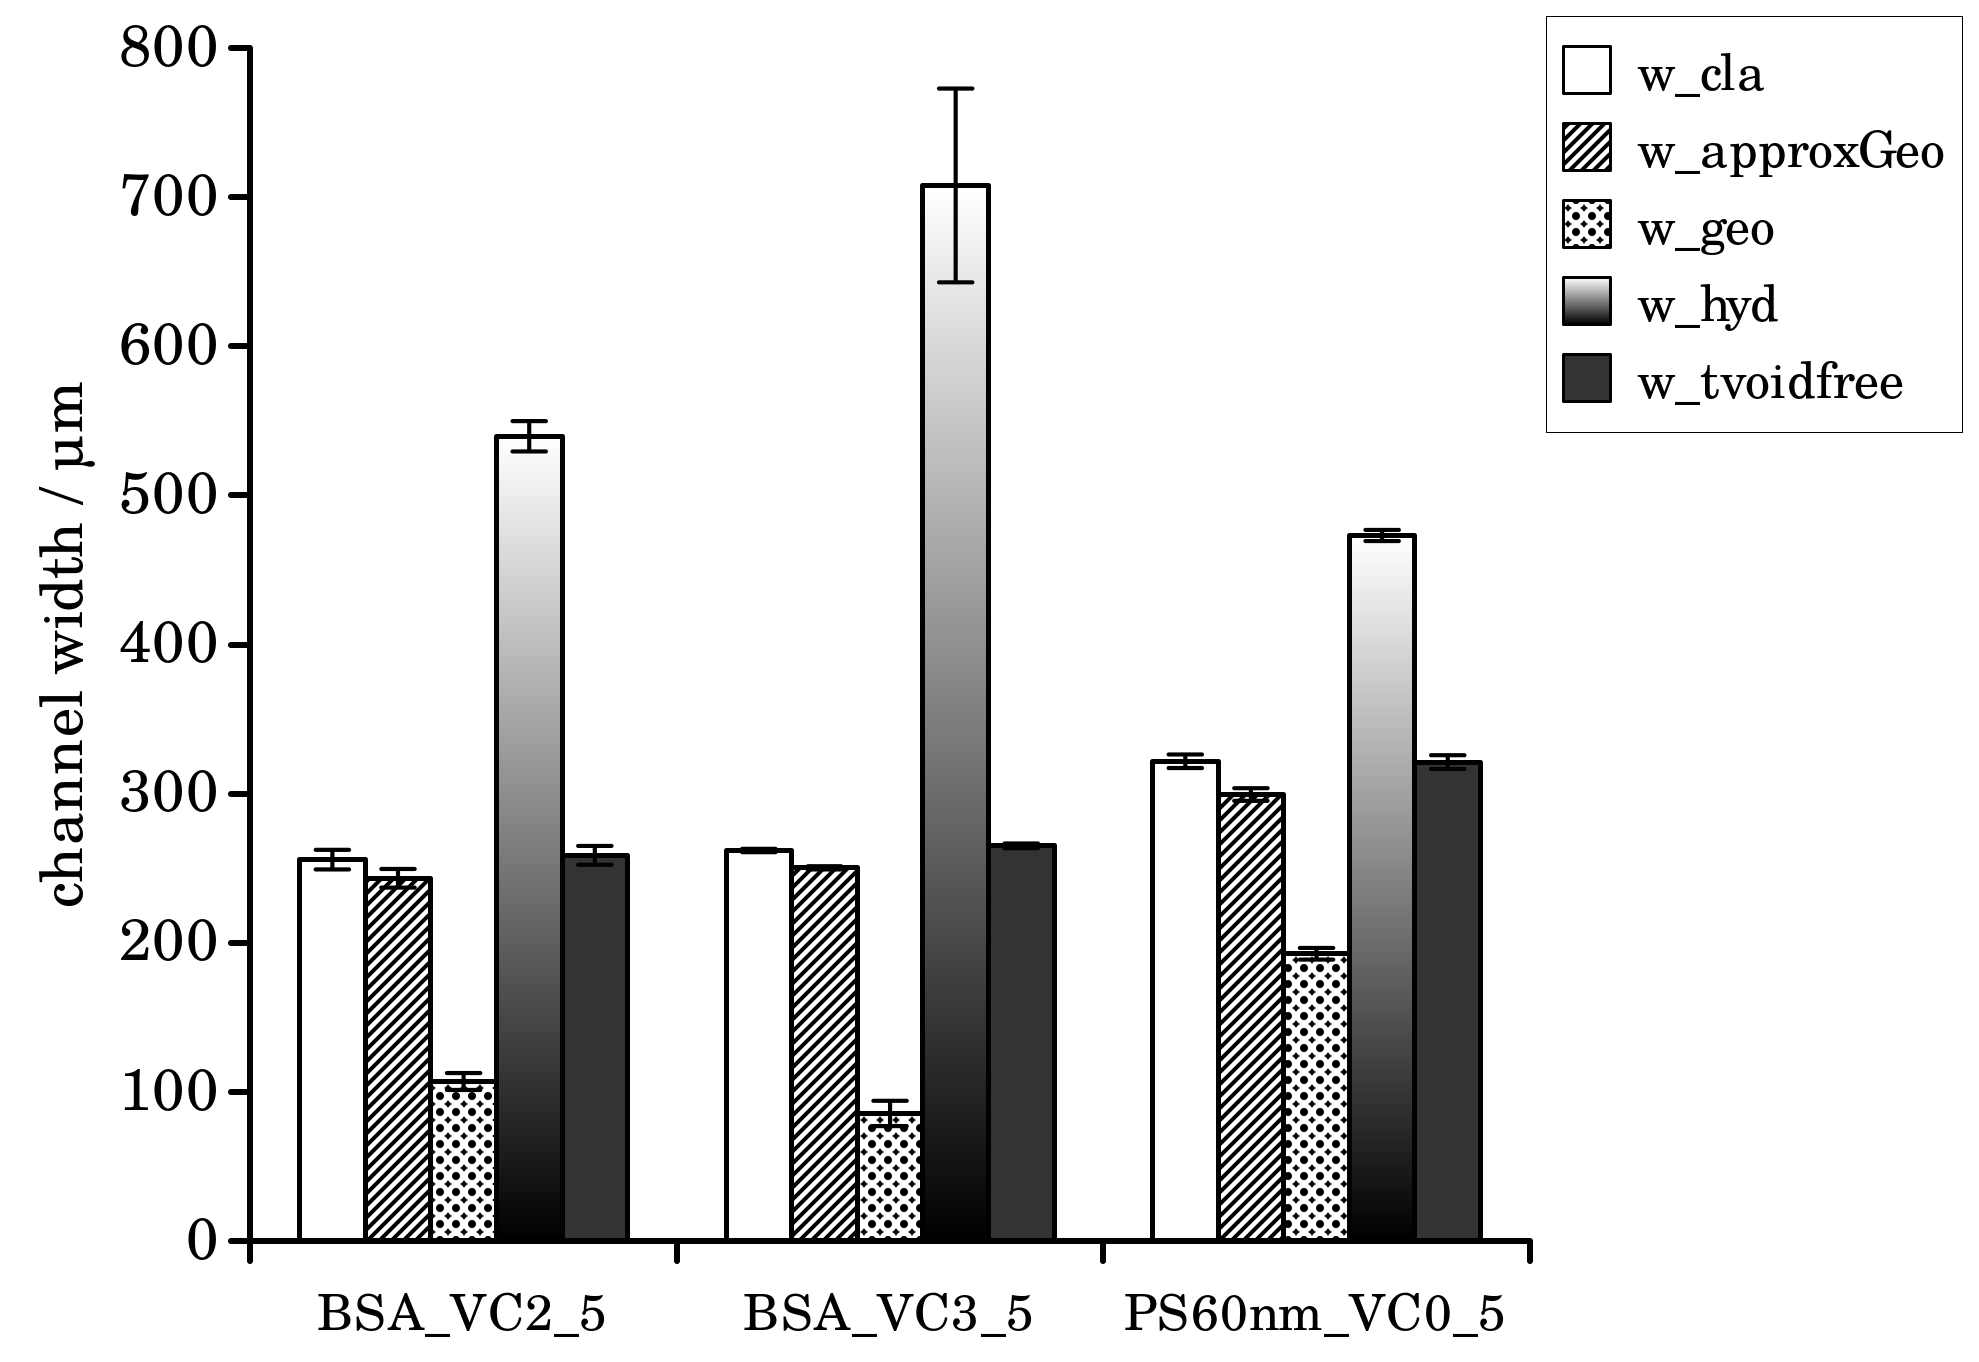 channel width / µm
800
700
600
500
400
300
200
100
0
BSA_VC2_5
BSA_VC3_5
PS60nm_VC0_5
w_cla
w_approxGeo
w_geo
w_hyd
w_tvoidfree